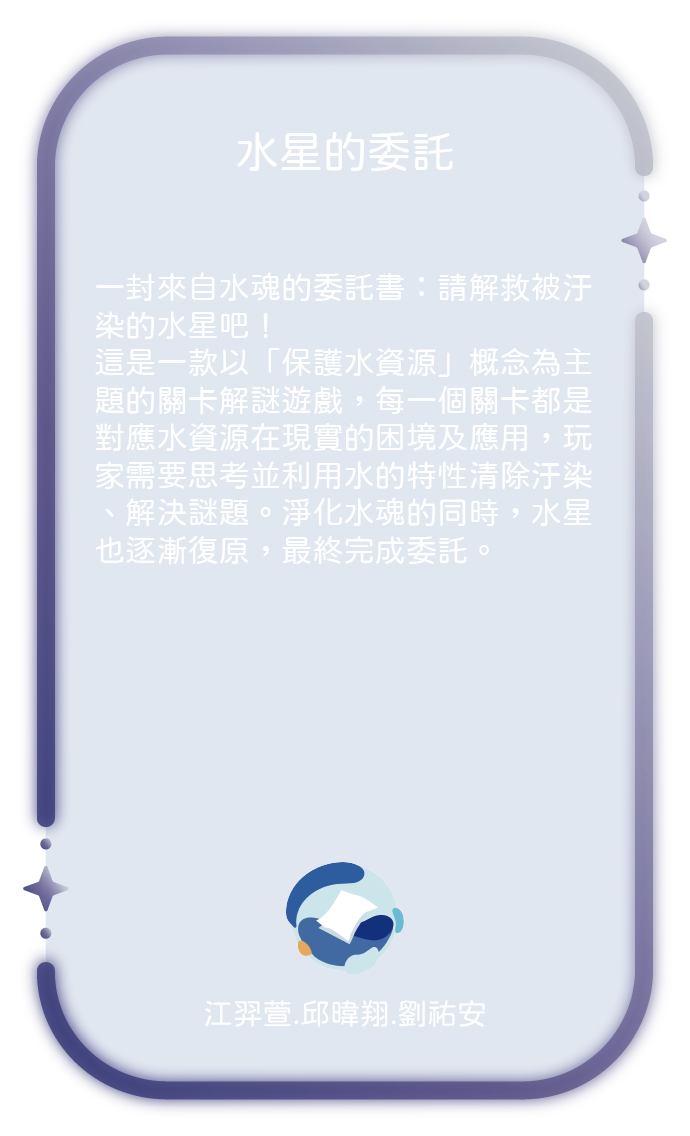 水星的委託
一封來自水魂的委託書：請解救被汙
染的水星吧！
這是一款以「保護水資源」概念為主
題的關卡解謎遊戲，每一個關卡都是
對應水資源在現實的困境及應用，玩
家需要思考並利用水的特性清除汙染
、解決謎題。淨化水魂的同時，水星
也逐漸復原，最終完成委託。
江羿萱.邱暐翔.劉祐安